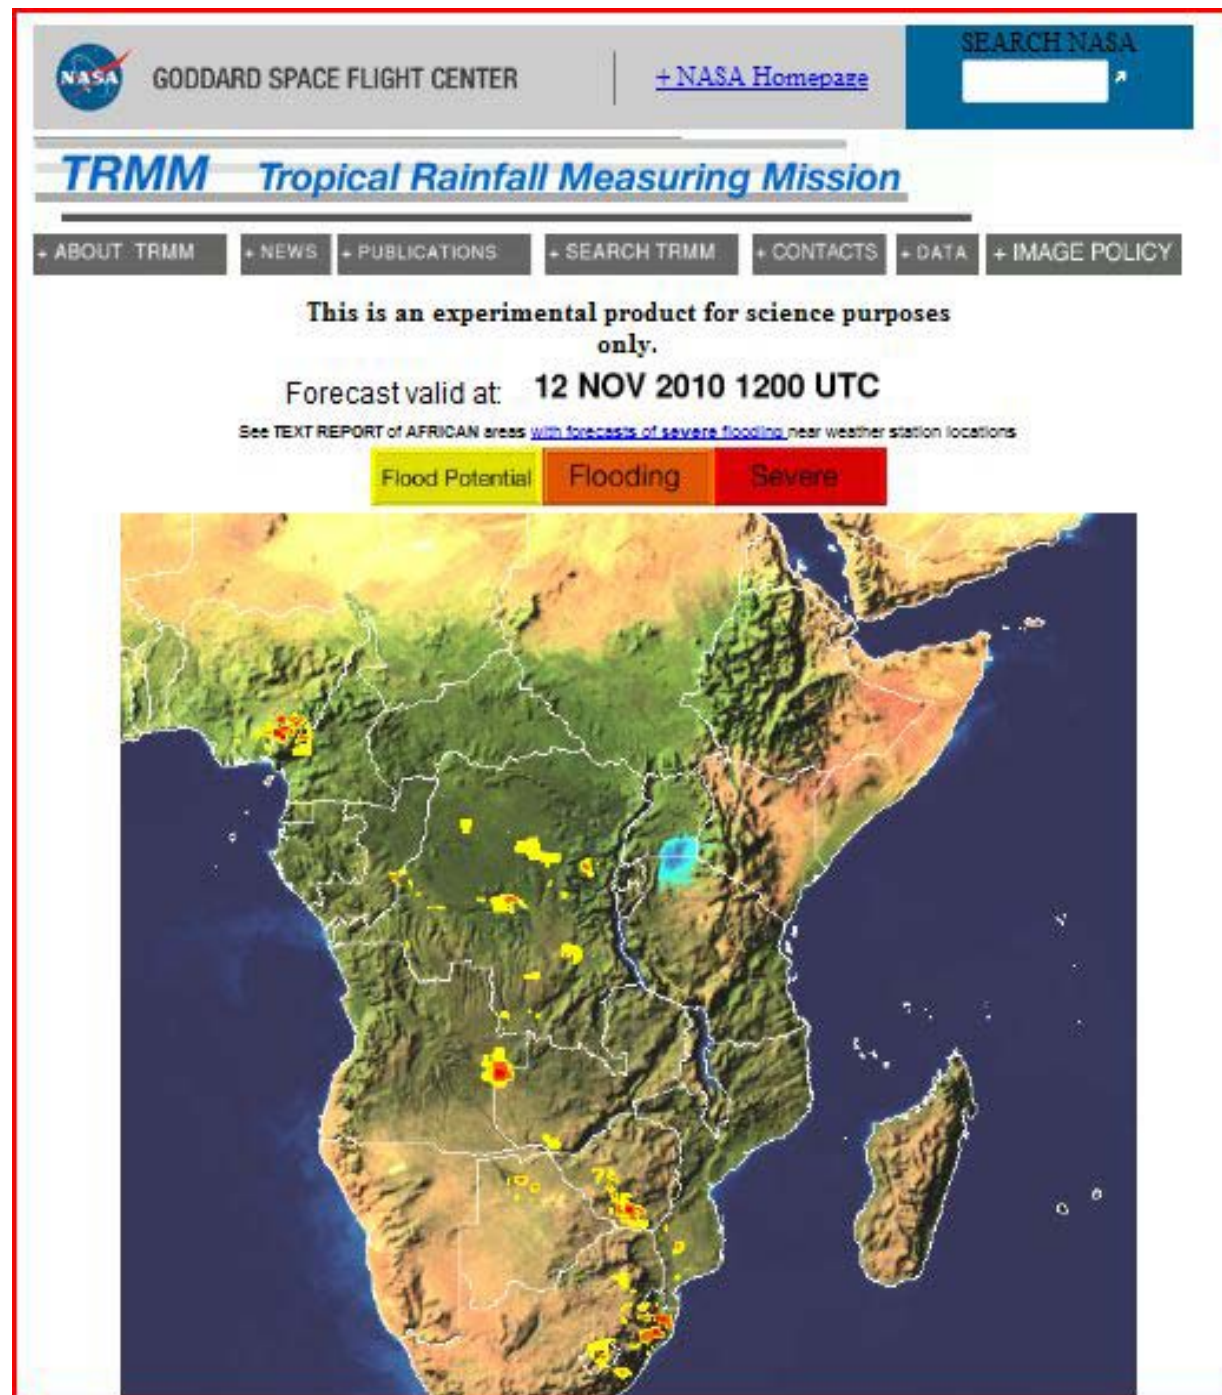 NASA GODDARD SPACE FLIGHT CENTER + NASA Homepage SEARCH NASA
TRMM Tropical Rainfall Measuring Mission
+ ABOUT TRMM + NEWS + PUBLICATIONS + SEARCH TRMM + CONTACTS + DATA + IMAGE POLICY
This is an experimental product for science purposes
only.
Forecast valid at: 12 NOV 2010 1200 UTC
See TEXT REPORT of AFRICAN areas with forecasts of severe flooding near weather station locations
Flood Potential Flooding Severe